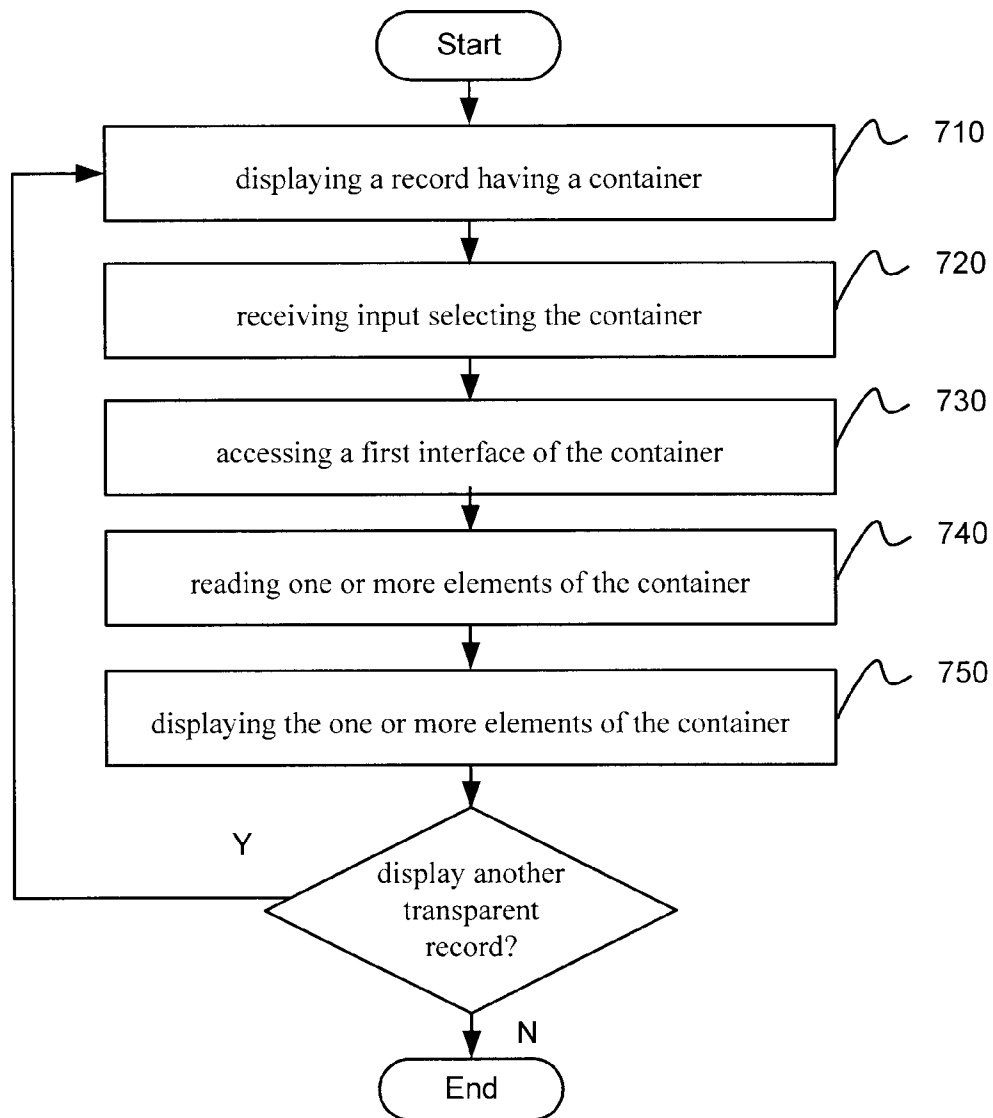 Start
displaying a record having a container
710
receiving input selecting the container
720
accessing a first interface of the container
730
reading one or more elements of the container
740
displaying the one or more elements of the container
750
Y
display another
transparent
record?
N
End